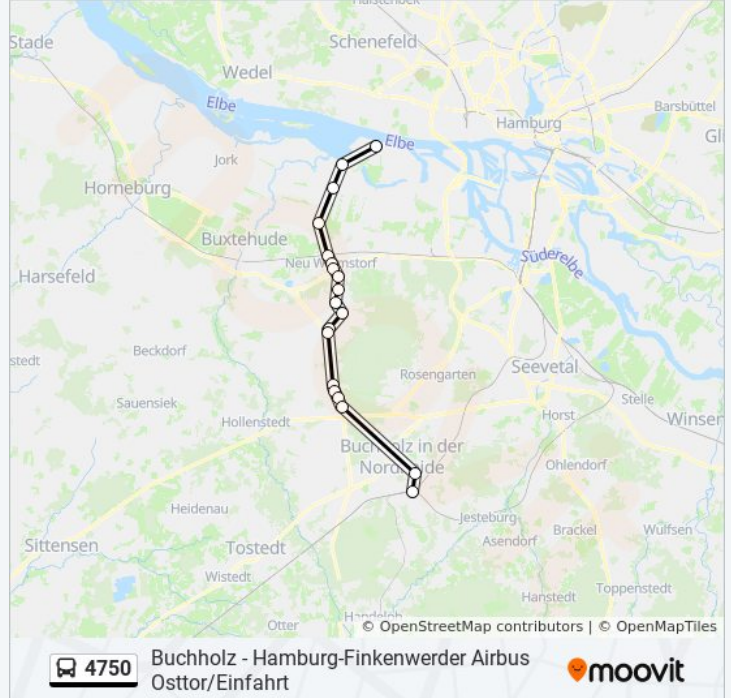 Halstenbek
Stade
Schenefeld
Wedel
Elbe
Barsbüttel
Hamburg
Elbe
Gli
Jork
Horneburg
Buxtehude
Süderelbe
Neu W mstorf
Harsefeld
stedt
Beckdorf
Seevetal
Rosengarten
Stelle
Sauensiek
Horst
Winsen
Hollenstedt
Buchholz in der
Nordheide
Ohlendorf
Heidenau
Jesteburg
Brackel
Wulfsen
Asendorf
Sittensen
Tostedt
Wistedt
Toppenstedt
Hanstedt
Handeloh
Otter
© OpenStreetMap contributors | © OpenMapTiles
4750
Buchholz - Hamburg-Finkenwerder Airbus
Osttor/Einfahrt
moovit